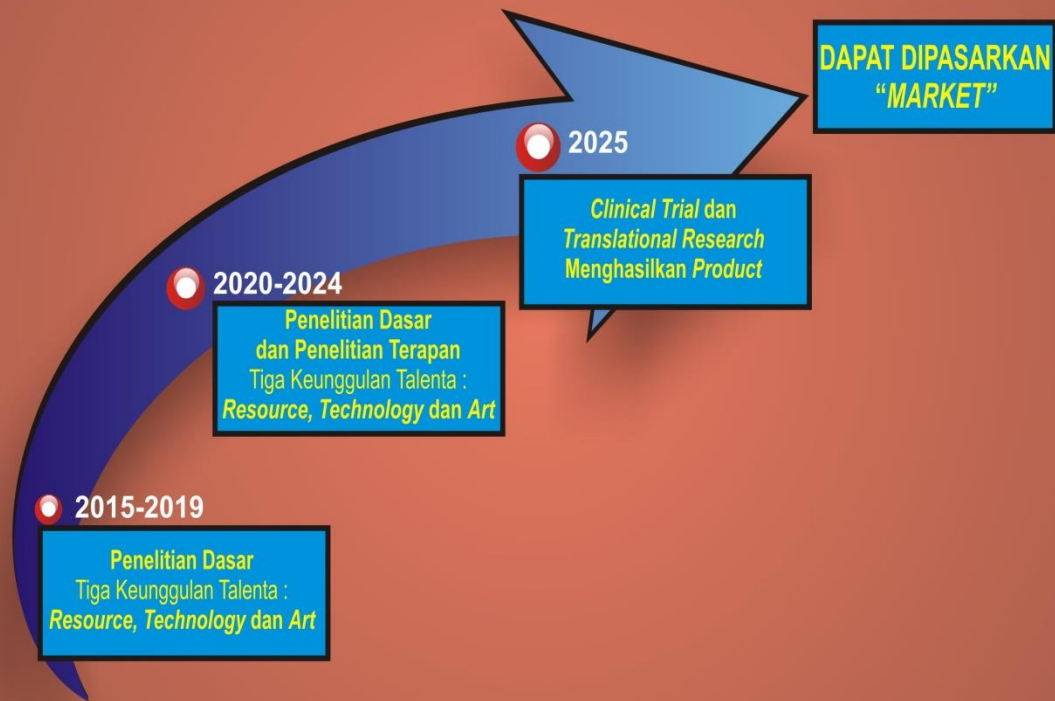 DAPAT DIPASARKAN
“MARKET”
2025
Clinical Trial dan
Translational Research
Menghasilkan Product
2020-2024
Penelitian Dasar
dan Penelitian Terapan
Tiga Keunggulan Talenta :
Resource, Technology dan Art
2015-2019
Penelitian Dasar
Tiga Keunggulan Talenta :
Resource, Technology dan Art